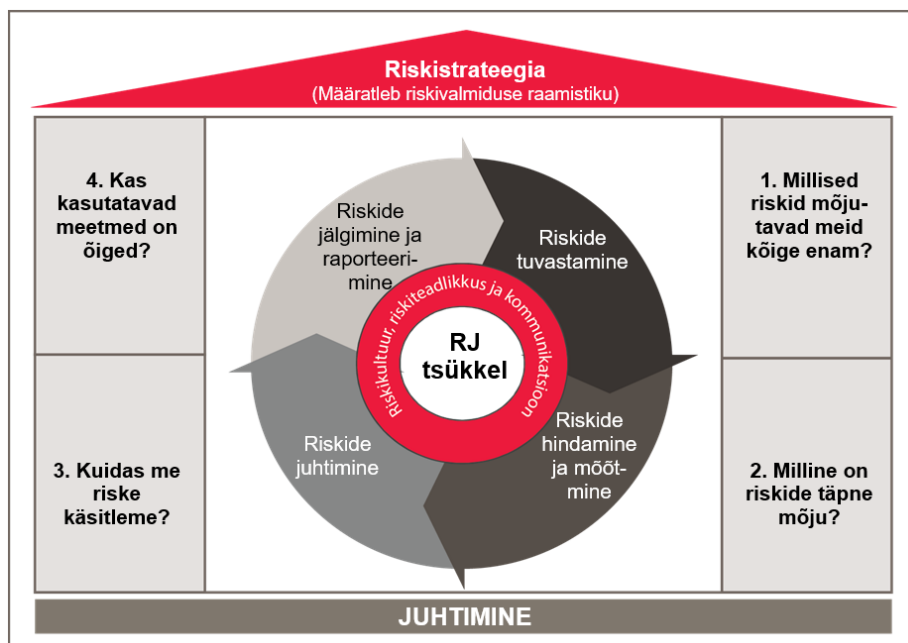 Riskistrateegia
(Määratleb riskivalmiduse raamistiku)
4. Kas
kasutatavad
meetmed on
õiged?
3. Kuidas me
riske
käsitleme?
Riskide
jälgimine ja
raporteeri-
mine
Riskide
tuvastamine
Riskikultuur, riskiteadlikkus ja kommunikatsioon
RJ
tsükkel
Riskide
juhtimine
Riskide
hindamine
ja mõõt-
mine
1. Millised
riskid mõju-
tavad meid
kõige enam?
2. Milline on
riskide täpne
mõju?
JUHTIMINE